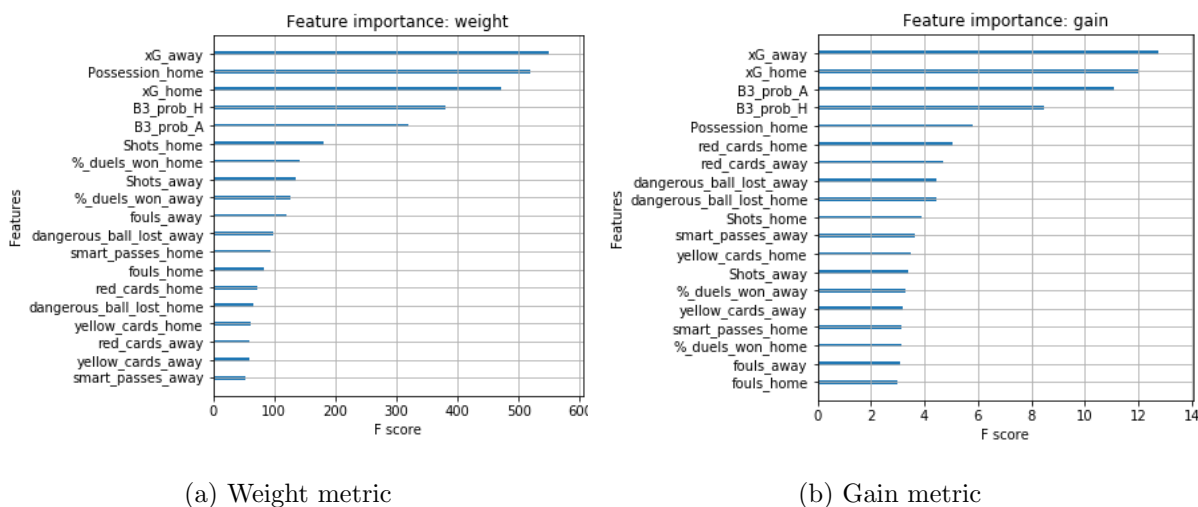 Feature importance: weight
xG_away
Possession_home
xG_home
B3_prob_H
B3_prob_A
Shots_home
%_duels_won_home
Shots_away
%_duels_won_away
fouls_away
dangerous_ball_lost_away
smart_passes_home
fouls_home
red_cards_home
dangerous_ball_lost_home
yellow_cards_home
red_cards_away
yellow_cards_away
smart_passes_away
Features
0 100 200 300 400 500 600
F score
(a) Weight metric
Feature importance: gain
xG_away
xG_home
B3_prob_A
B3_prob_H
Possession_home
red_cards_home
red_cards_away
dangerous_ball_lost_away
dangerous_ball_lost_home
Shots_home
smart_passes_away
yellow_cards_home
Shots_away
%_duels_won_away
yellow_cards_away
smart_passes_home
%_duels_won_home
fouls_away
fouls_home
Features
0 2 4 6 8 10 12 14
F score
(b) Gain metric